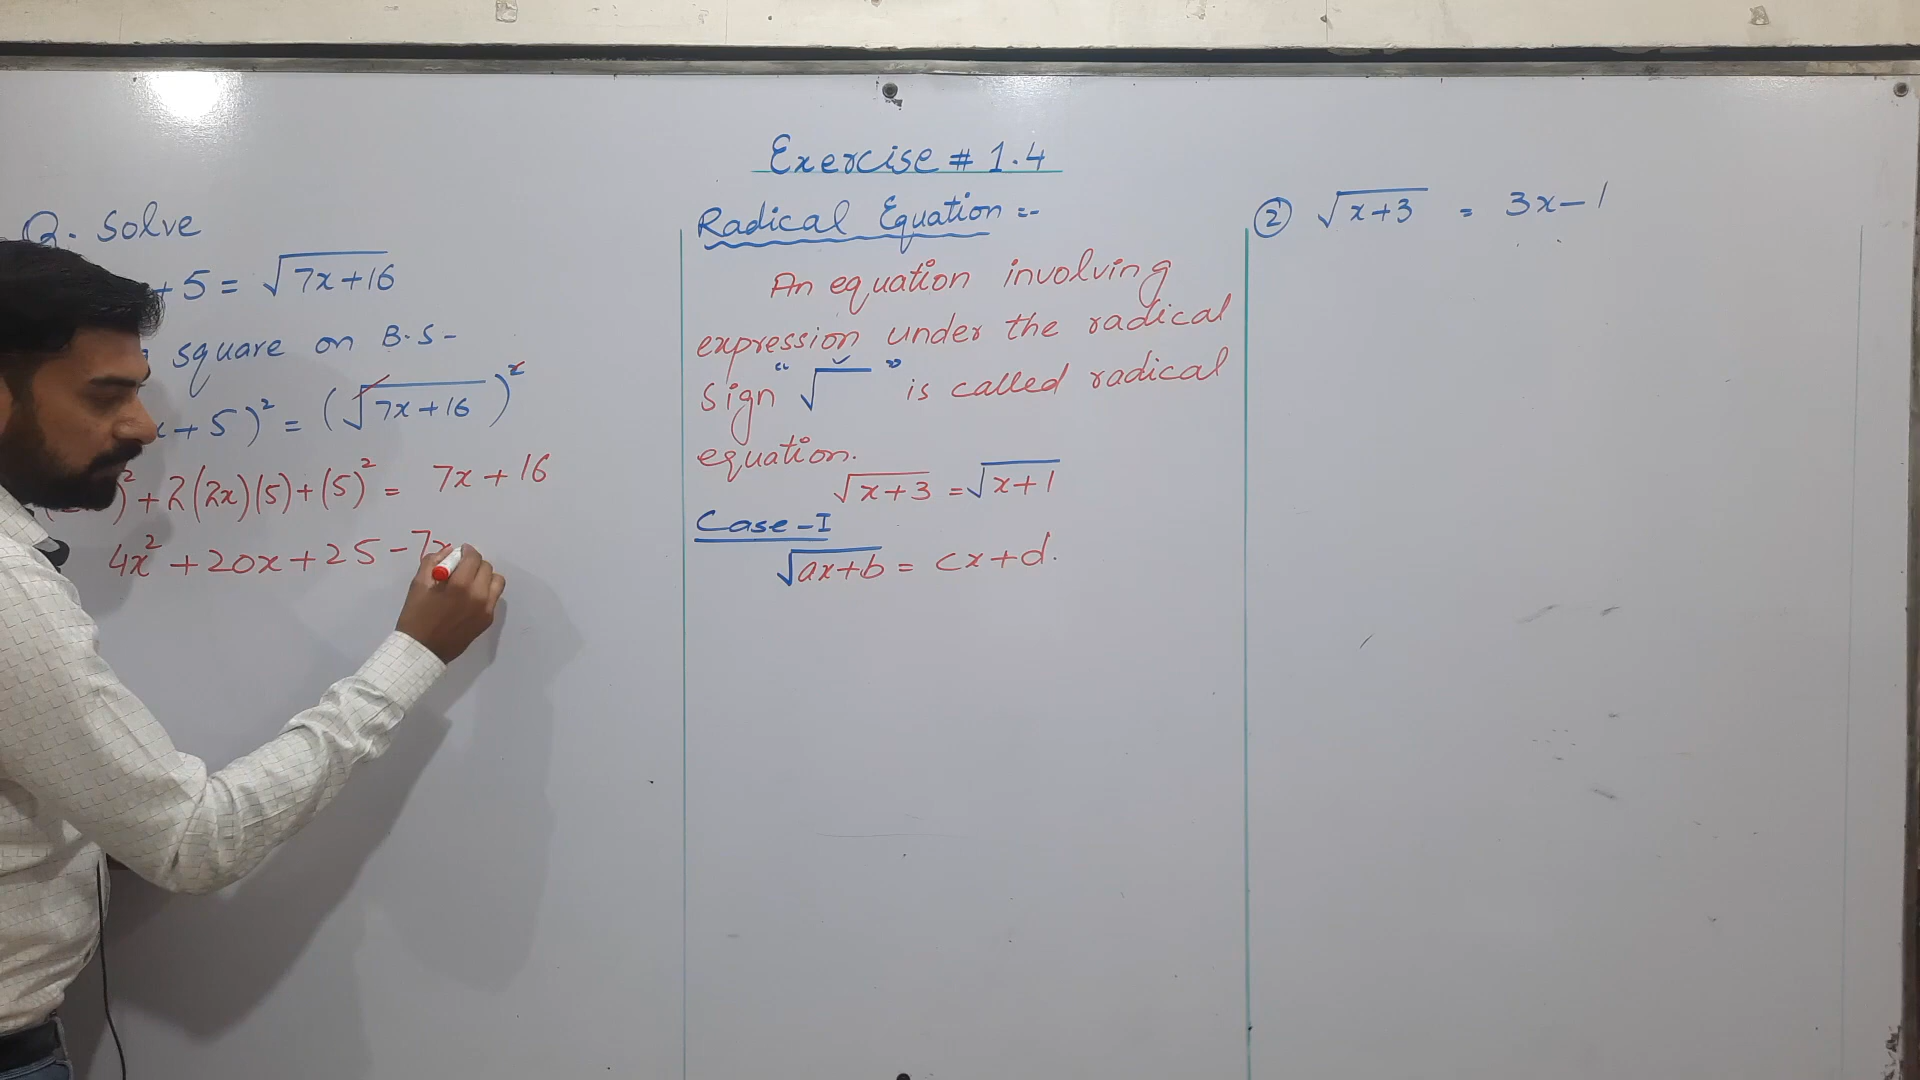 Exercise # 1.4
Q. Solve
+ 5 = √(7x+16)
square on B.S-
x + 5)² = (√(7x+16))²
)² + 2(2x)(5) + (5)² = 7x + 16
4x² + 20x + 25 - 7x
Radical Equation :-
An equation involving
expression under the radical
Sign "√" is called radical
equation.
√(x+3) = √(x+1)
Case-I
√(ax+b) = cx+d.
② √(x+3) = 3x-1